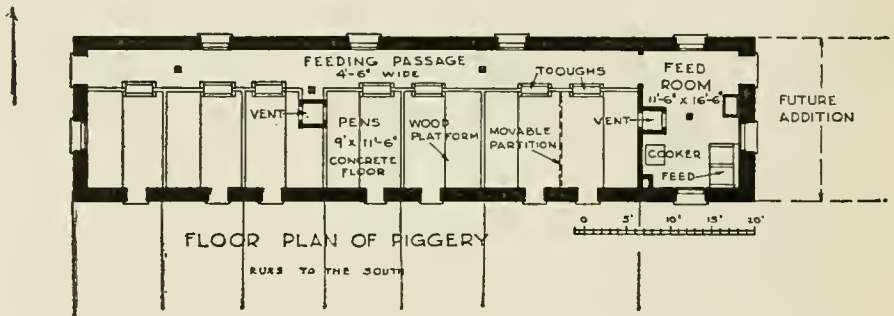 FEEDING PASSAGE
4'-6" WIDE
TOOUGHS
FEED
ROOM
11'-6" X 16'-6"
FUTURE
ADDITION
VENT
PENS
9' X 11'-6"
CONCRETE
FLOOR
WOOD
PLATFORM
MOVABLE
PARTITION
VENT
COOKER
FEED
0 5' 10' 15' 20'
FLOOR PLAN OF PIGGERY
RUNS TO THE SOUTH